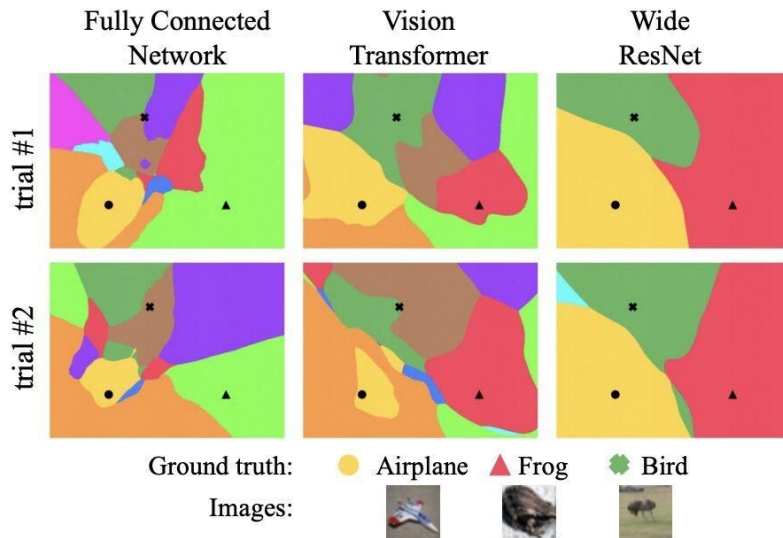 Fully Connected
Network
Vision
Transformer
Wide
ResNet
trial #1
trial #2
Ground truth: Airplane Frog Bird
Images: